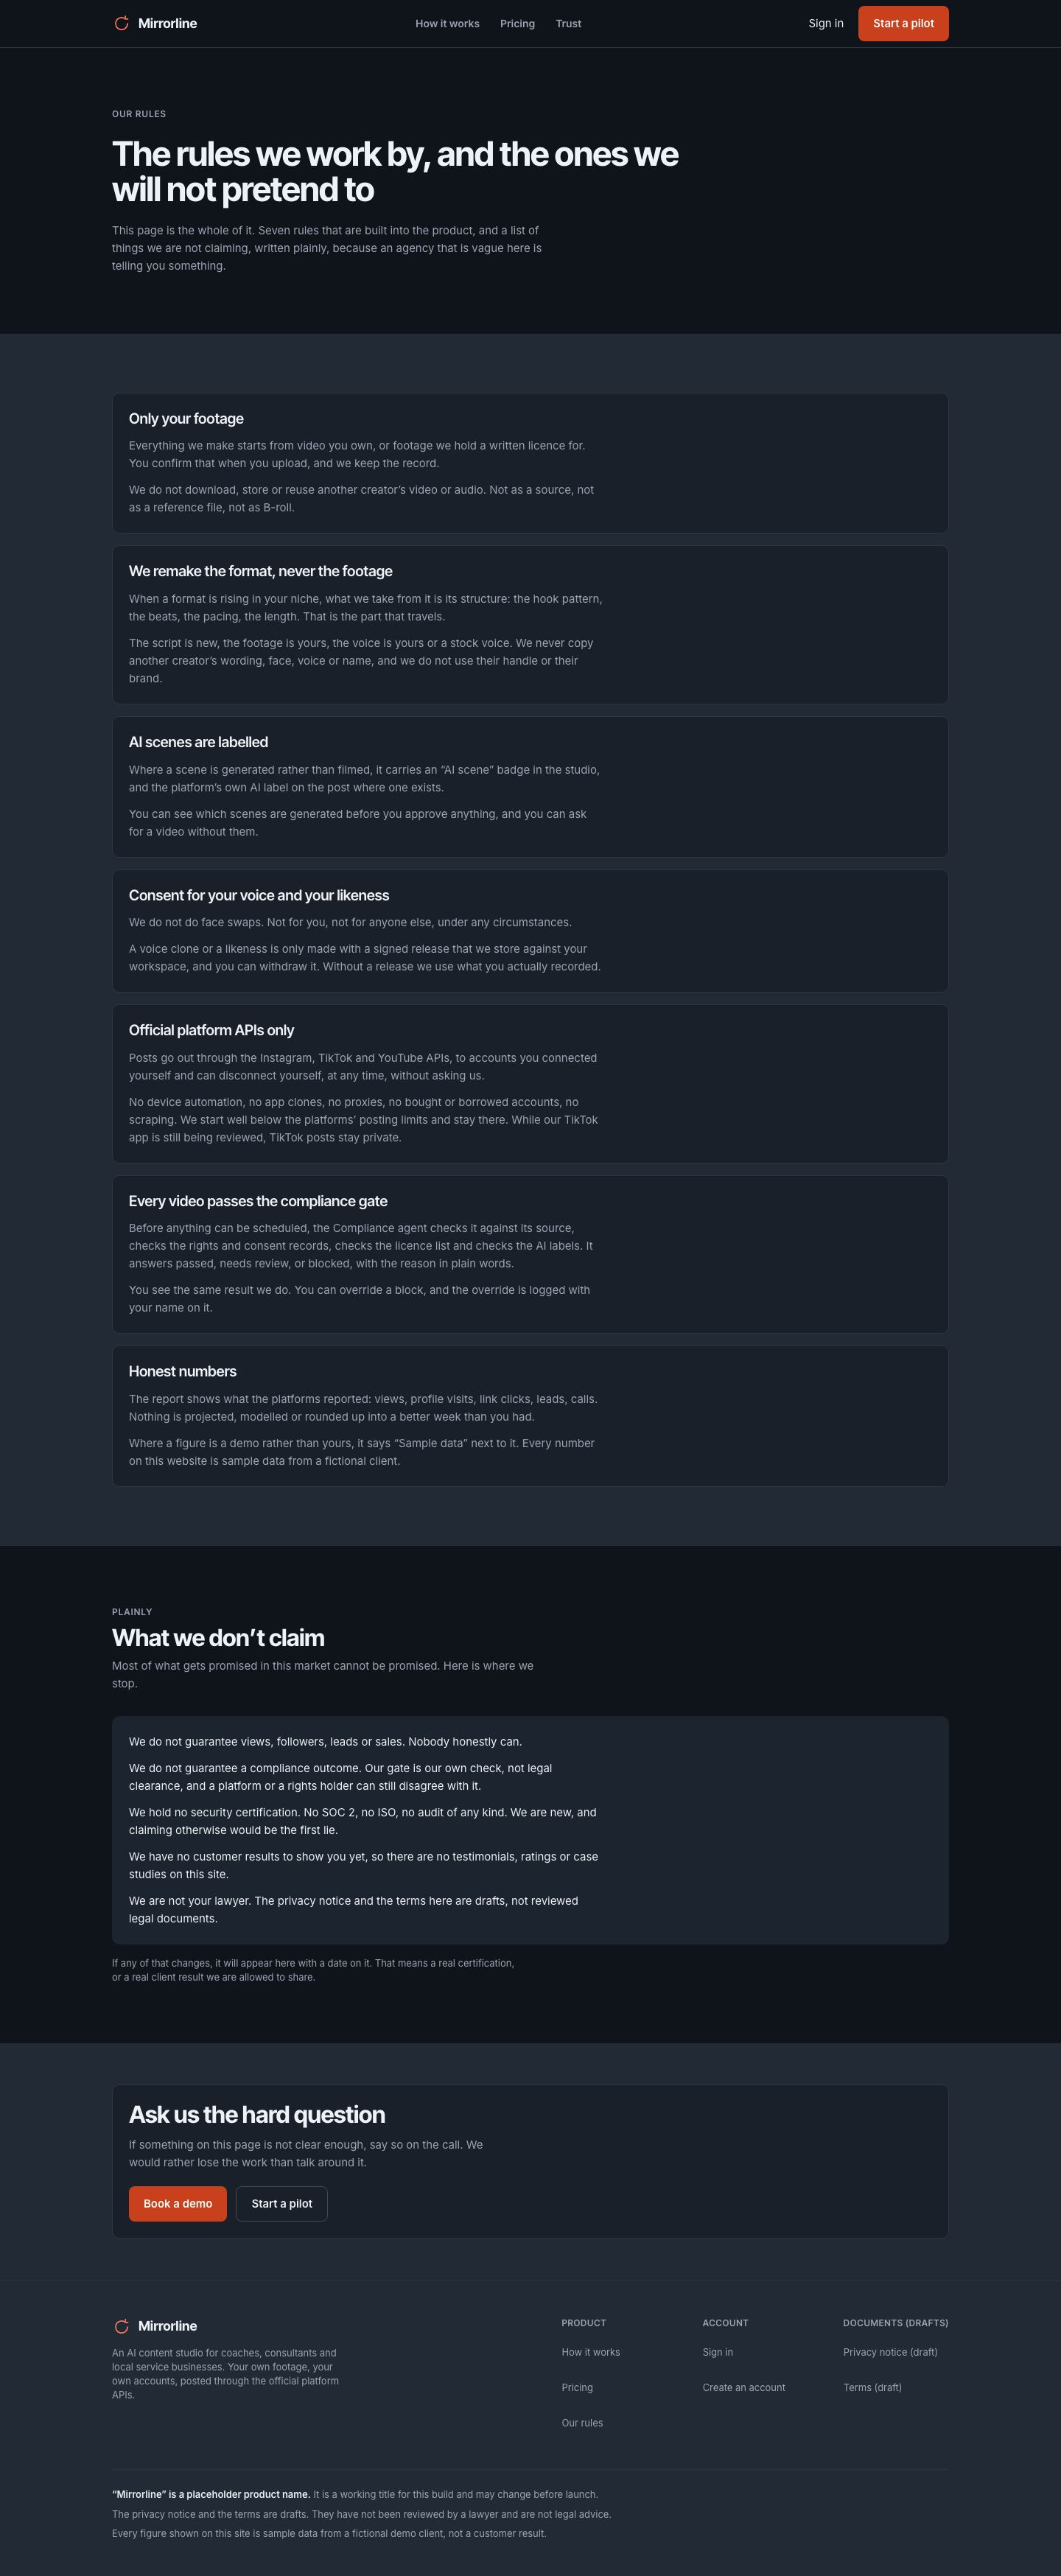 Mirrorline
How it works
Pricing
Trust
Sign in
Start a pilot
OUR RULES
The rules we work by, and the ones we
will not pretend to
This page is the whole of it. Seven rules that are built into the product, and a list of
things we are not claiming, written plainly, because an agency that is vague here is
telling you something.
Only your footage
Everything we make starts from video you own, or footage we hold a written licence for.
You confirm that when you upload, and we keep the record.
We do not download, store or reuse another creator’s video or audio. Not as a source, not
as a reference file, not as B-roll.
We remake the format, never the footage
When a format is rising in your niche, what we take from it is its structure: the hook pattern,
the beats, the pacing, the length. That is the part that travels.
The script is new, the footage is yours, the voice is yours or a stock voice. We never copy
another creator’s wording, face, voice or name, and we do not use their handle or their
brand.
AI scenes are labelled
Where a scene is generated rather than filmed, it carries an “AI scene” badge in the studio,
and the platform’s own AI label on the post where one exists.
You can see which scenes are generated before you approve anything, and you can ask
for a video without them.
Consent for your voice and your likeness
We do not do face swaps. Not for you, not for anyone else, under any circumstances.
A voice clone or a likeness is only made with a signed release that we store against your
workspace, and you can withdraw it. Without a release we use what you actually recorded.
Official platform APIs only
Posts go out through the Instagram, TikTok and YouTube APIs, to accounts you connected
yourself and can disconnect yourself, at any time, without asking us.
No device automation, no app clones, no proxies, no bought or borrowed accounts, no
scraping. We start well below the platforms’ posting limits and stay there. While our TikTok
app is still being reviewed, TikTok posts stay private.
Every video passes the compliance gate
Before anything can be scheduled, the Compliance agent checks it against its source,
checks the rights and consent records, checks the licence list and checks the AI labels. It
answers passed, needs review, or blocked, with the reason in plain words.
You see the same result we do. You can override a block, and the override is logged with
your name on it.
Honest numbers
The report shows what the platforms reported: views, profile visits, link clicks, leads, calls.
Nothing is projected, modelled or rounded up into a better week than you had.
Where a figure is a demo rather than yours, it says “Sample data” next to it. Every number
on this website is sample data from a fictional client.
PLAINLY
What we don’t claim
Most of what gets promised in this market cannot be promised. Here is where we
stop.
We do not guarantee views, followers, leads or sales. Nobody honestly can.
We do not guarantee a compliance outcome. Our gate is our own check, not legal
clearance, and a platform or a rights holder can still disagree with it.
We hold no security certification. No SOC 2, no ISO, no audit of any kind. We are new, and
claiming otherwise would be the first lie.
We have no customer results to show you yet, so there are no testimonials, ratings or case
studies on this site.
We are not your lawyer. The privacy notice and the terms here are drafts, not reviewed
legal documents.
If any of that changes, it will appear here with a date on it. That means a real certification,
or a real client result we are allowed to share.
Ask us the hard question
If something on this page is not clear enough, say so on the call. We
would rather lose the work than talk around it.
Book a demo
Start a pilot
Mirrorline
An AI content studio for coaches, consultants and
local service businesses. Your own footage, your
own accounts, posted through the official platform
APIs.
PRODUCT
How it works
Pricing
Our rules
ACCOUNT
Sign in
Create an account
DOCUMENTS (DRAFTS)
Privacy notice (draft)
Terms (draft)
“Mirrorline” is a placeholder product name. It is a working title for this build and may change before launch.
The privacy notice and the terms are drafts. They have not been reviewed by a lawyer and are not legal advice.
Every figure shown on this site is sample data from a fictional demo client, not a customer result.